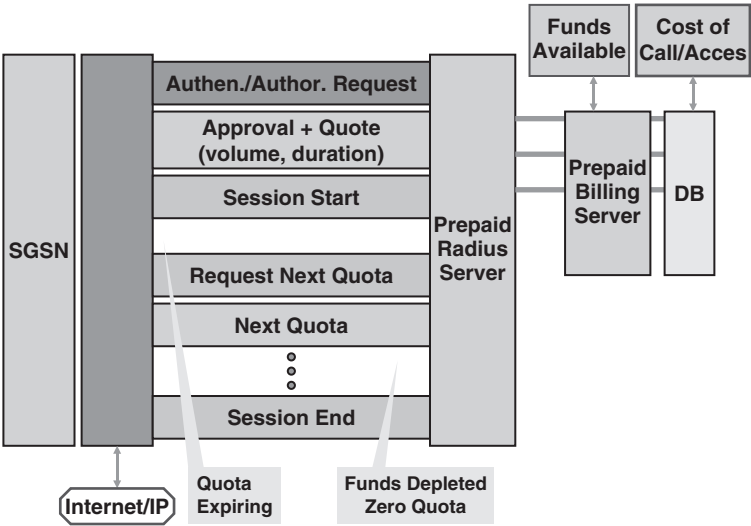 Funds
Available
Cost of
Call/Acces
Authen./Author. Request
Approval + Quote
(volume, duration)
Session Start
SGSN
Prepaid
Radius
Server
Prepaid
Billing
Server
DB
Request Next Quota
Next Quota
Session End
Quota
Expiring
Funds Depleted
Zero Quota
Internet/IP